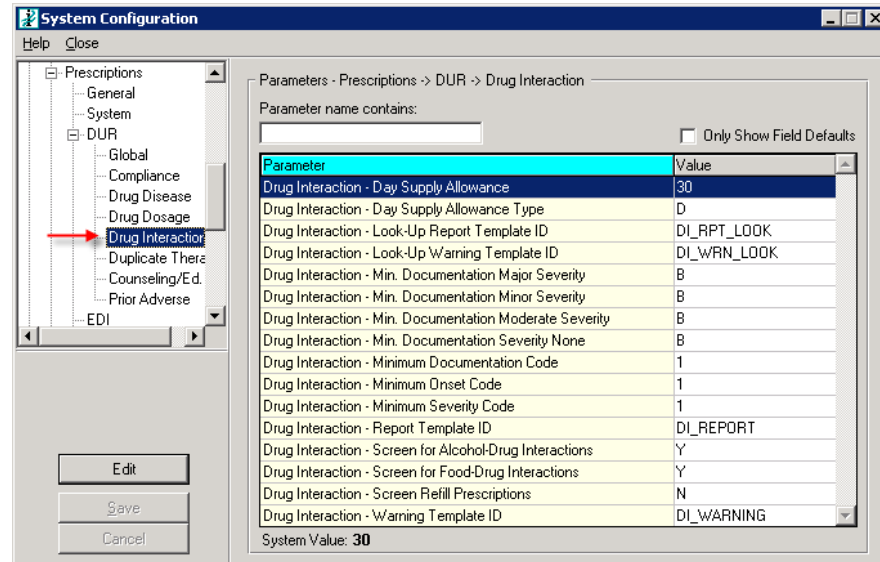 System Configuration
Help Close
Prescriptions
General
System
DUR
Global
Compliance
Drug Disease
Drug Dosage
Drug Interaction
Duplicate Thera
Counseling/Ed.
Prior Adverse
EDI
Edit
Save
Cancel
Parameters - Prescriptions -> DUR -> Drug Interaction
Parameter name contains:
Only Show Field Defaults
Parameter Value
Drug Interaction - Day Supply Allowance 30
Drug Interaction - Day Supply Allowance Type D
Drug Interaction - Look-Up Report Template ID DI_RPT_LOOK
Drug Interaction - Look-Up Warning Template ID DI_WRN_LOOK
Drug Interaction - Min. Documentation Major Severity B
Drug Interaction - Min. Documentation Minor Severity B
Drug Interaction - Min. Documentation Moderate Severity B
Drug Interaction - Min. Documentation Severity None B
Drug Interaction - Minimum Documentation Code 1
Drug Interaction - Minimum Onset Code 1
Drug Interaction - Minimum Severity Code 1
Drug Interaction - Report Template ID DI_REPORT
Drug Interaction - Screen for Alcohol-Drug Interactions Y
Drug Interaction - Screen for Food-Drug Interactions Y
Drug Interaction - Screen Refill Prescriptions N
Drug Interaction - Warning Template ID DI_WARNING
System Value: 30